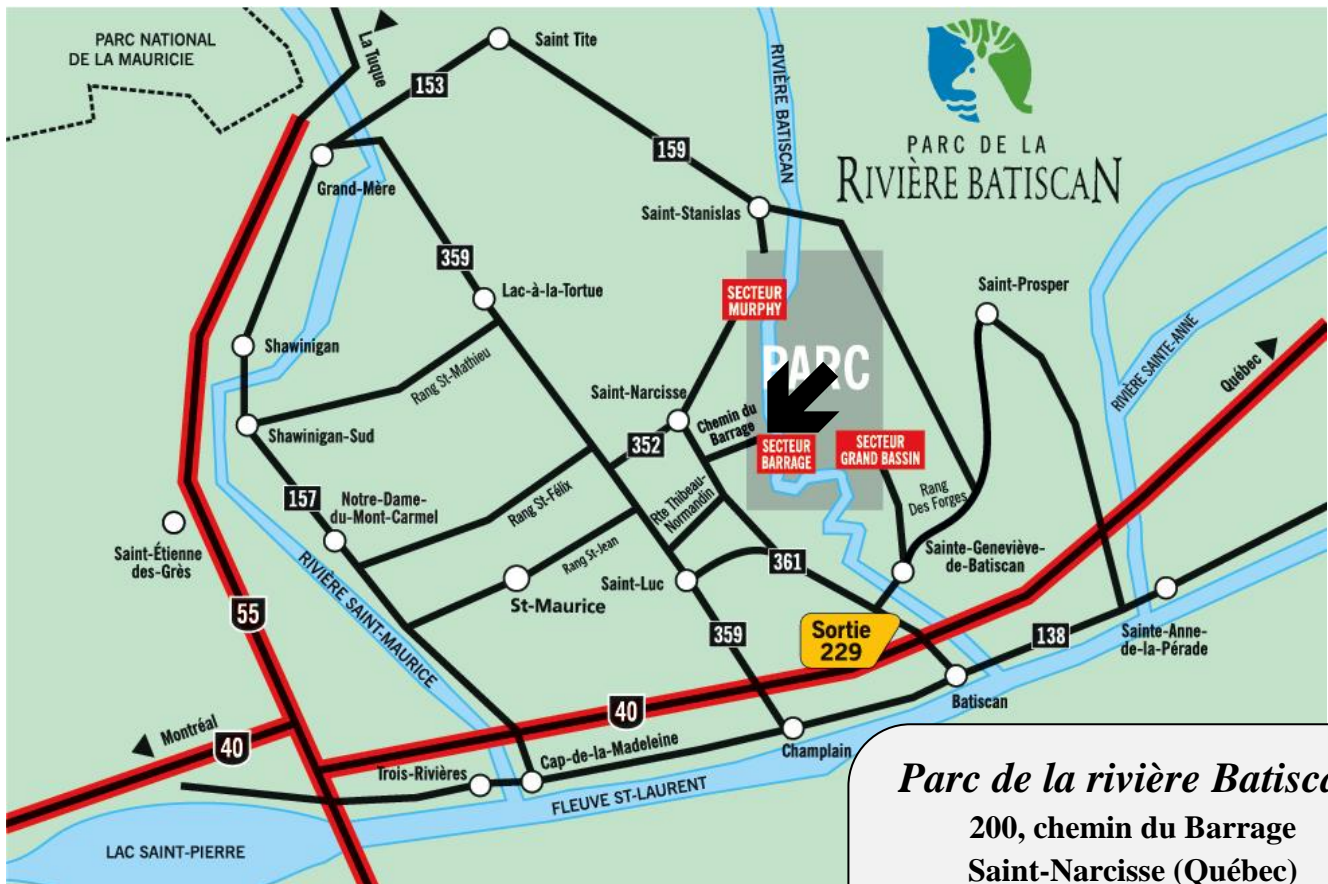 PARC NATIONAL
DE LA MAURICIE
La Tuque
Saint Tite
RIVIÈRE BATISCAN
PARC DE LA
RIVIÈRE BATISCAN
153
159
Grand-Mère
Saint-Stanislas
359
Lac-à-la-Tortue
SECTEUR
MURPHY
Saint-Prosper
PARC
Shawinigan
Rang St-Mathieu
Québec
RIVIÈRE SAINTE-ANNE
Saint-Narcisse
Chemin du
Barrage
Shawinigan-Sud
352
SECTEUR
BARRAGE
SECTEUR
GRAND BASSIN
157
Notre-Dame-
du-Mont-Carmel
Rang St-Félix
Rte Thibeau-
Normandin
Rang
Des Forges
Saint-Étienne
des-Grès
RIVIÈRE SAINT-MAURICE
Rang St-Jean
St-Maurice
Saint-Luc
361
Sainte-Geneviève-
de-Batiscan
55
359
Sortie
229
138
Sainte-Anne-
de-la-Pérade
Batiscan
40
Montréal
40
Cap-de-la-Madeleine
Champlain
Trois-Rivières
FLEUVE ST-LAURENT
LAC SAINT-PIERRE
Parc de la rivière Batisca
200, chemin du Barrage
Saint-Narcisse (Québec)